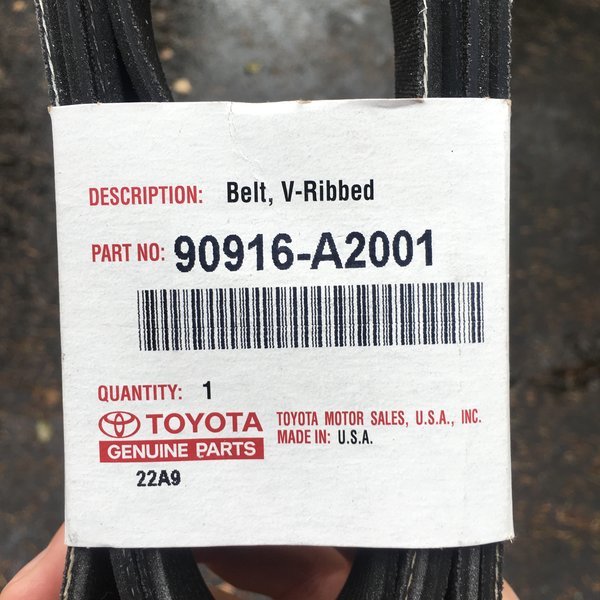 DESCRIPTION: Belt, V-Ribbed
PART NO: 90916-A2001
QUANTITY: 1
TOYOTA
GENUINE PARTS
TOYOTA MOTOR SALES, U.S.A., INC.
MADE IN: U.S.A.
22A9